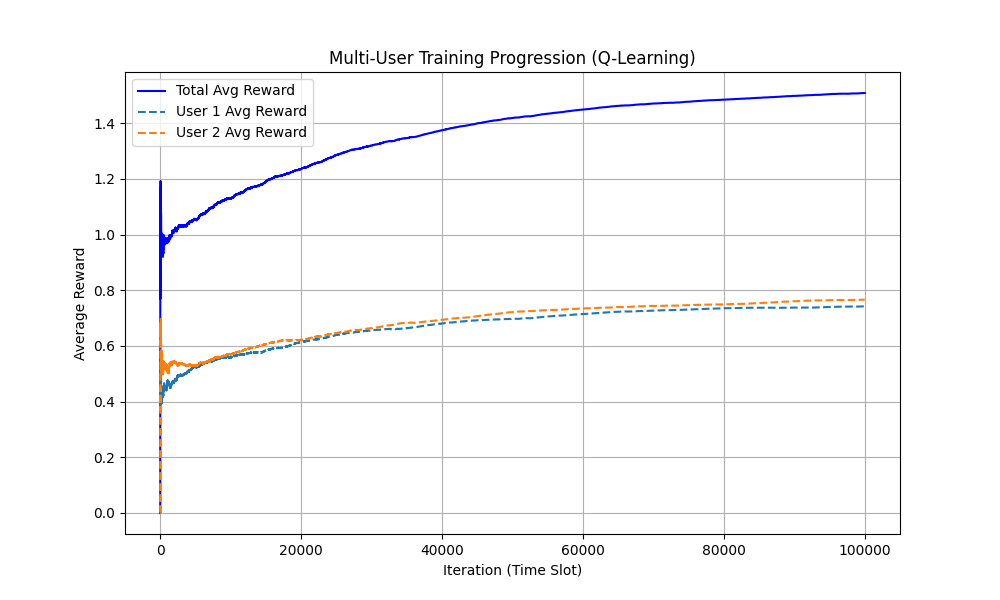 Multi-User Training Progression (Q-Learning)
Total Avg Reward
User 1 Avg Reward
User 2 Avg Reward
Average Reward
1.4
1.2
1.0
0.8
0.6
0.4
0.2
0.0
0 20000 40000 60000 80000 100000
Iteration (Time Slot)